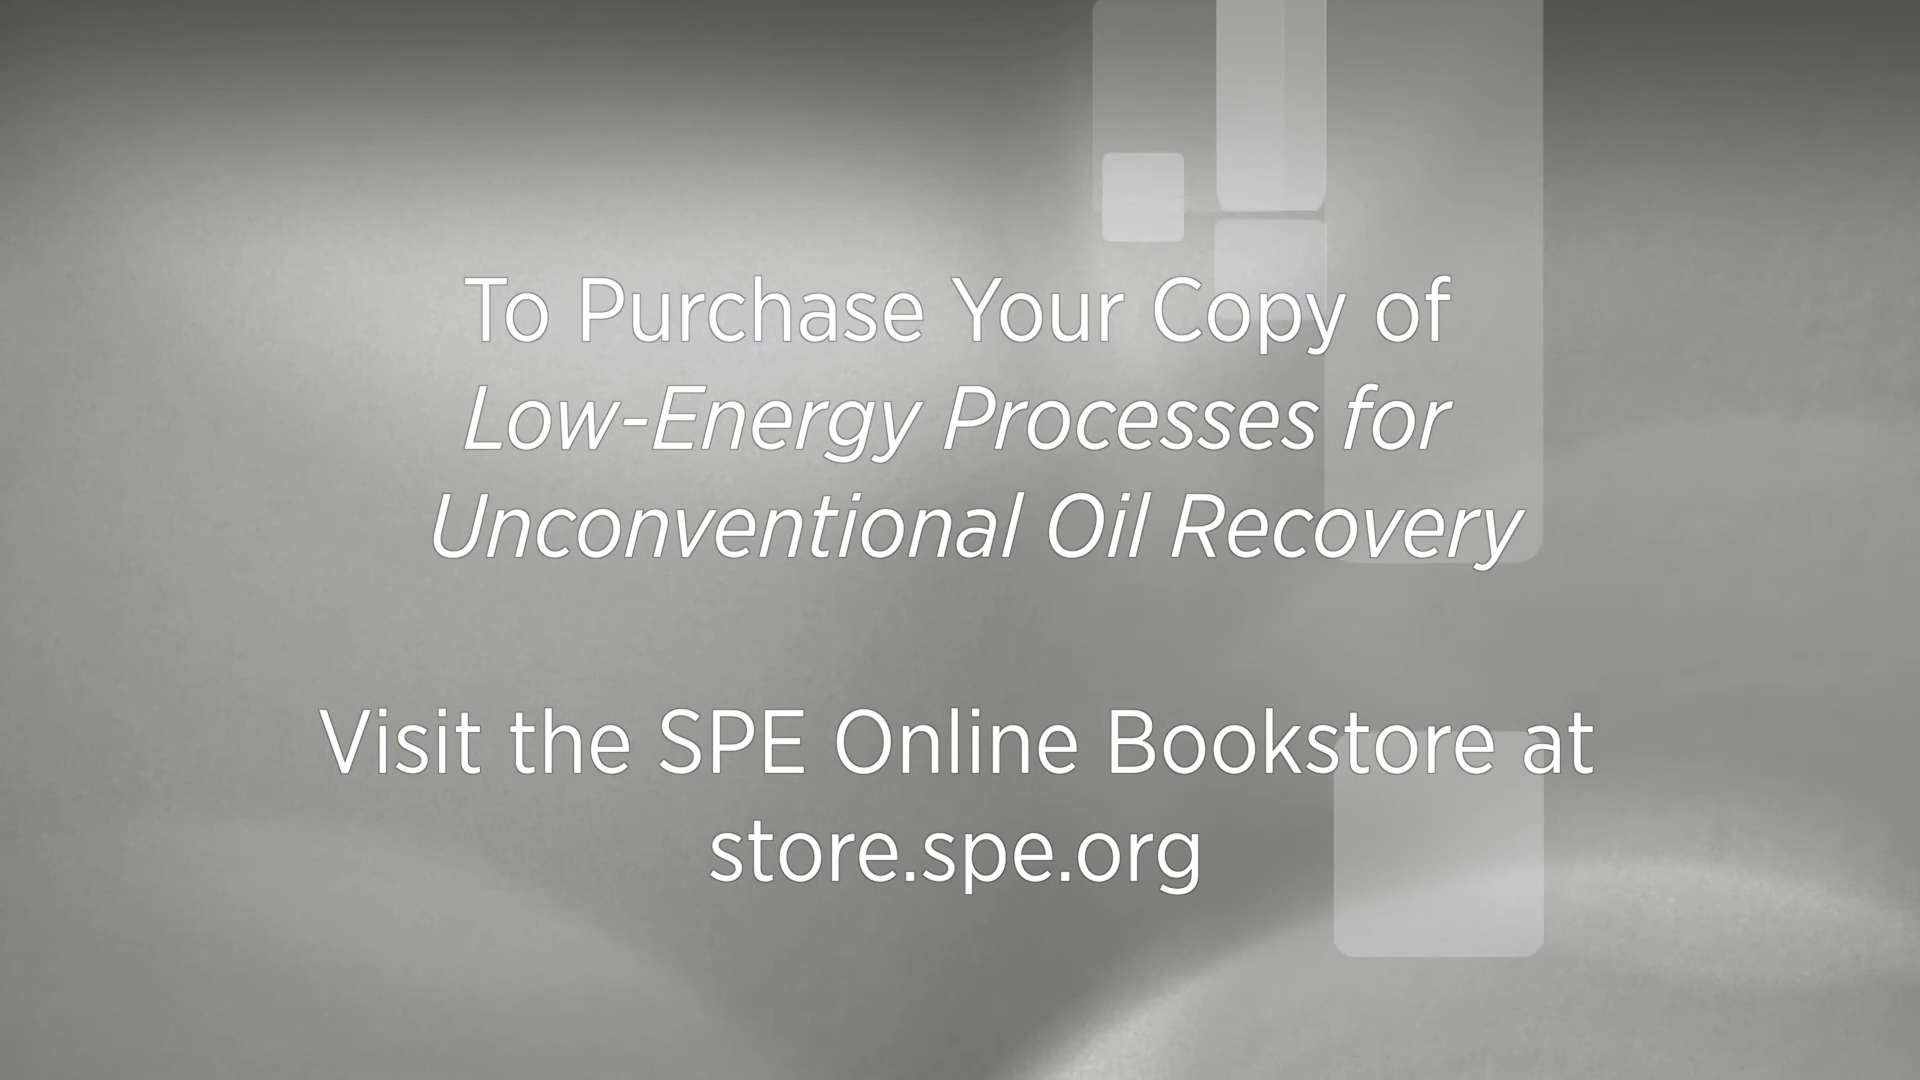 To Purchase Your Copy of
Low-Energy Processes for
Unconventional Oil Recovery
Visit the SPE Online Bookstore at
store.spe.org